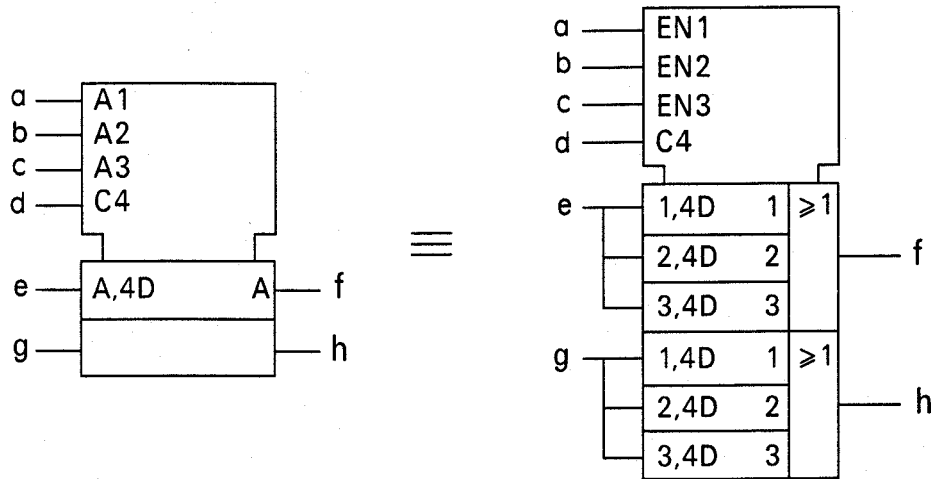 a A1
b A2
c A3
d C4
e A,4D A f
g h
≡
a EN1
b EN2
c EN3
d C4
e 1,4D 1 ⩾1
2,4D 2 f
3,4D 3
g 1,4D 1 ⩾1
2,4D 2 h
3,4D 3